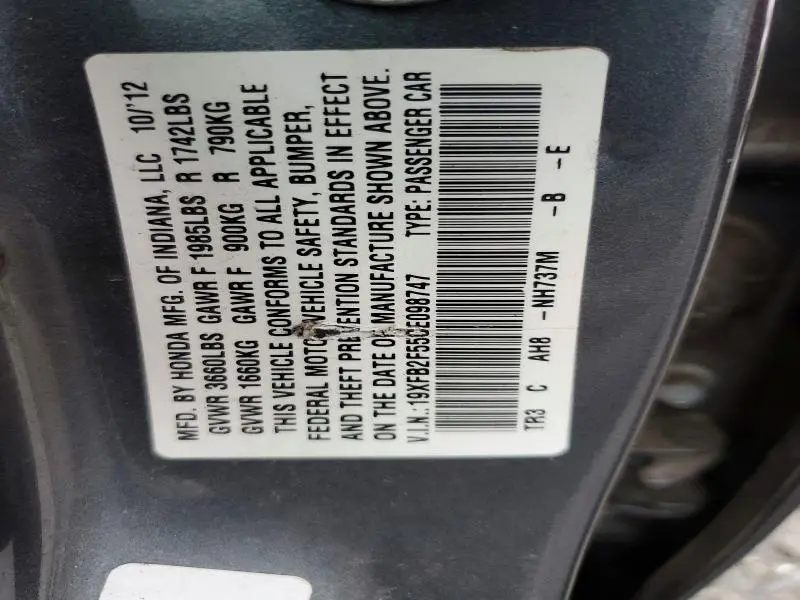 MFD. BY HONDA MFG. OF INDIANA, LLC 10/'12
GVWR 3660LBS GAWR F 1985LBS R 1742LBS
GVWR 1660KG GAWR F 900KG R 790KG
THIS VEHICLE CONFORMS TO ALL APPLICABLE
FEDERAL MOTOR VEHICLE SAFETY, BUMPER,
AND THEFT PREVENTION STANDARDS IN EFFECT
ON THE DATE OF MANUFACTURE SHOWN ABOVE.
V.I.N.: 19XFB2F55CE098747 TYPE: PASSENGER CAR
TR3 C AH8 -NH737M -B -E